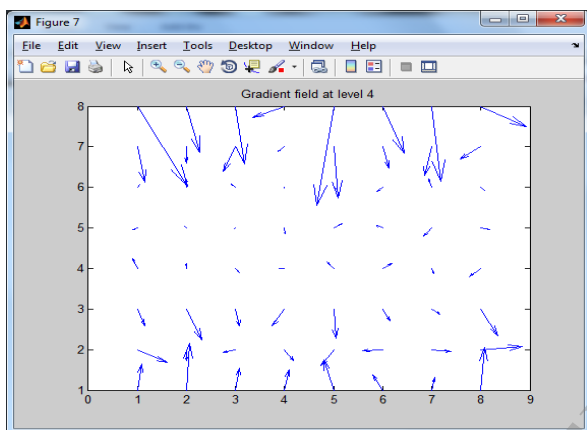 Figure 7
File Edit View Insert Tools Desktop Window Help
Gradient field at level 4
8
7
6
5
4
3
2
1
0 1 2 3 4 5 6 7 8 9